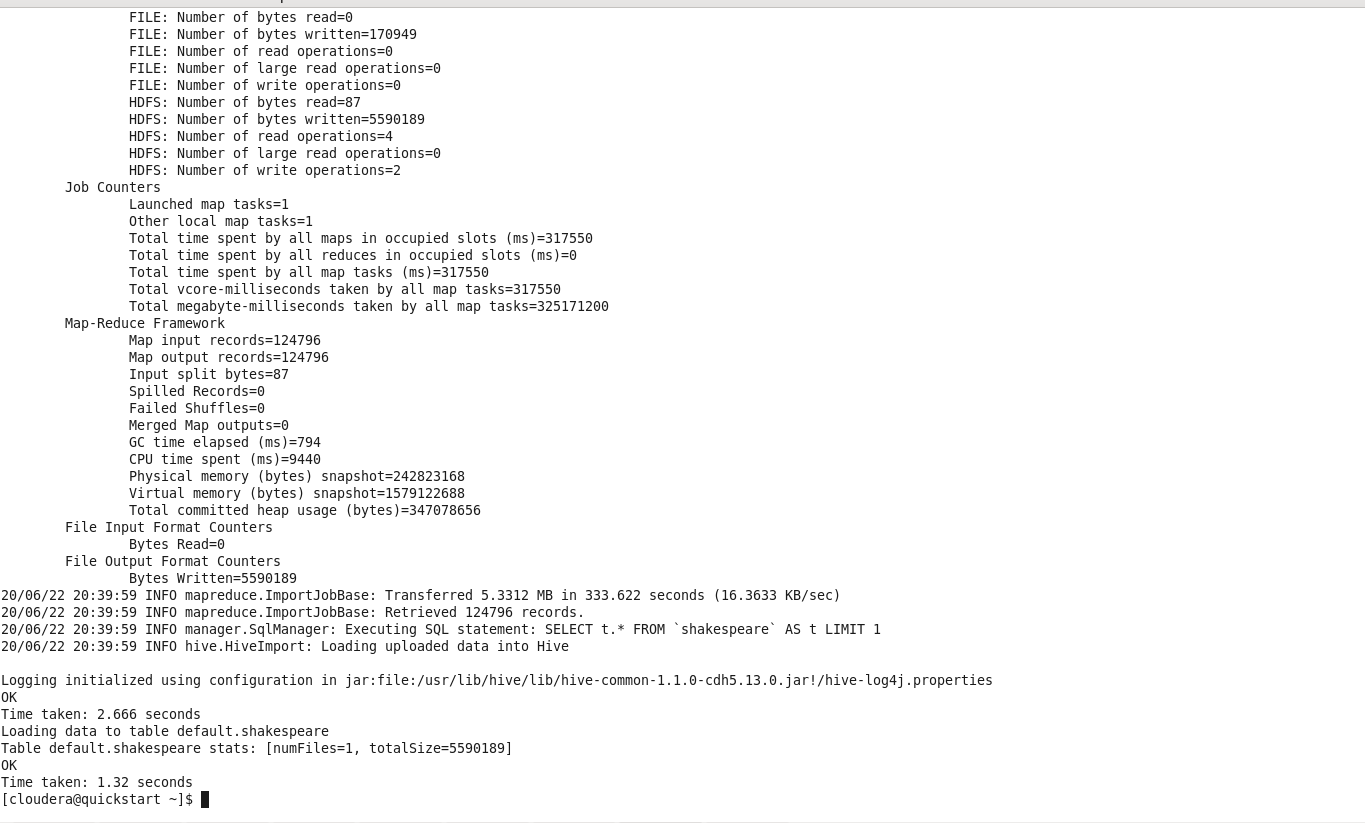 FILE: Number of bytes read=0
FILE: Number of bytes written=170949
FILE: Number of read operations=0
FILE: Number of large read operations=0
FILE: Number of write operations=0
HDFS: Number of bytes read=87
HDFS: Number of bytes written=5590189
HDFS: Number of read operations=4
HDFS: Number of large read operations=0
HDFS: Number of write operations=2
Job Counters
Launched map tasks=1
Other local map tasks=1
Total time spent by all maps in occupied slots (ms)=317550
Total time spent by all reduces in occupied slots (ms)=0
Total time spent by all map tasks (ms)=317550
Total vcore-milliseconds taken by all map tasks=317550
Total megabyte-milliseconds taken by all map tasks=325171200
Map-Reduce Framework
Map input records=124796
Map output records=124796
Input split bytes=87
Spilled Records=0
Failed Shuffles=0
Merged Map outputs=0
GC time elapsed (ms)=794
CPU time spent (ms)=9440
Physical memory (bytes) snapshot=242823168
Virtual memory (bytes) snapshot=1579122688
Total committed heap usage (bytes)=347078656
File Input Format Counters
Bytes Read=0
File Output Format Counters
Bytes Written=5590189
20/06/22 20:39:59 INFO mapreduce.ImportJobBase: Transferred 5.3312 MB in 333.622 seconds (16.3633 KB/sec)
20/06/22 20:39:59 INFO mapreduce.ImportJobBase: Retrieved 124796 records.
20/06/22 20:39:59 INFO manager.SqlManager: Executing SQL statement: SELECT t.* FROM `shakespeare` AS t LIMIT 1
20/06/22 20:39:59 INFO hive.HiveImport: Loading uploaded data into Hive
Logging initialized using configuration in jar:file:/usr/lib/hive/lib/hive-common-1.1.0-cdh5.13.0.jar!/hive-log4j.properties
OK
Time taken: 2.666 seconds
Loading data to table default.shakespeare
Table default.shakespeare stats: [numFiles=1, totalSize=5590189]
OK
Time taken: 1.32 seconds
[cloudera@quickstart ~]$